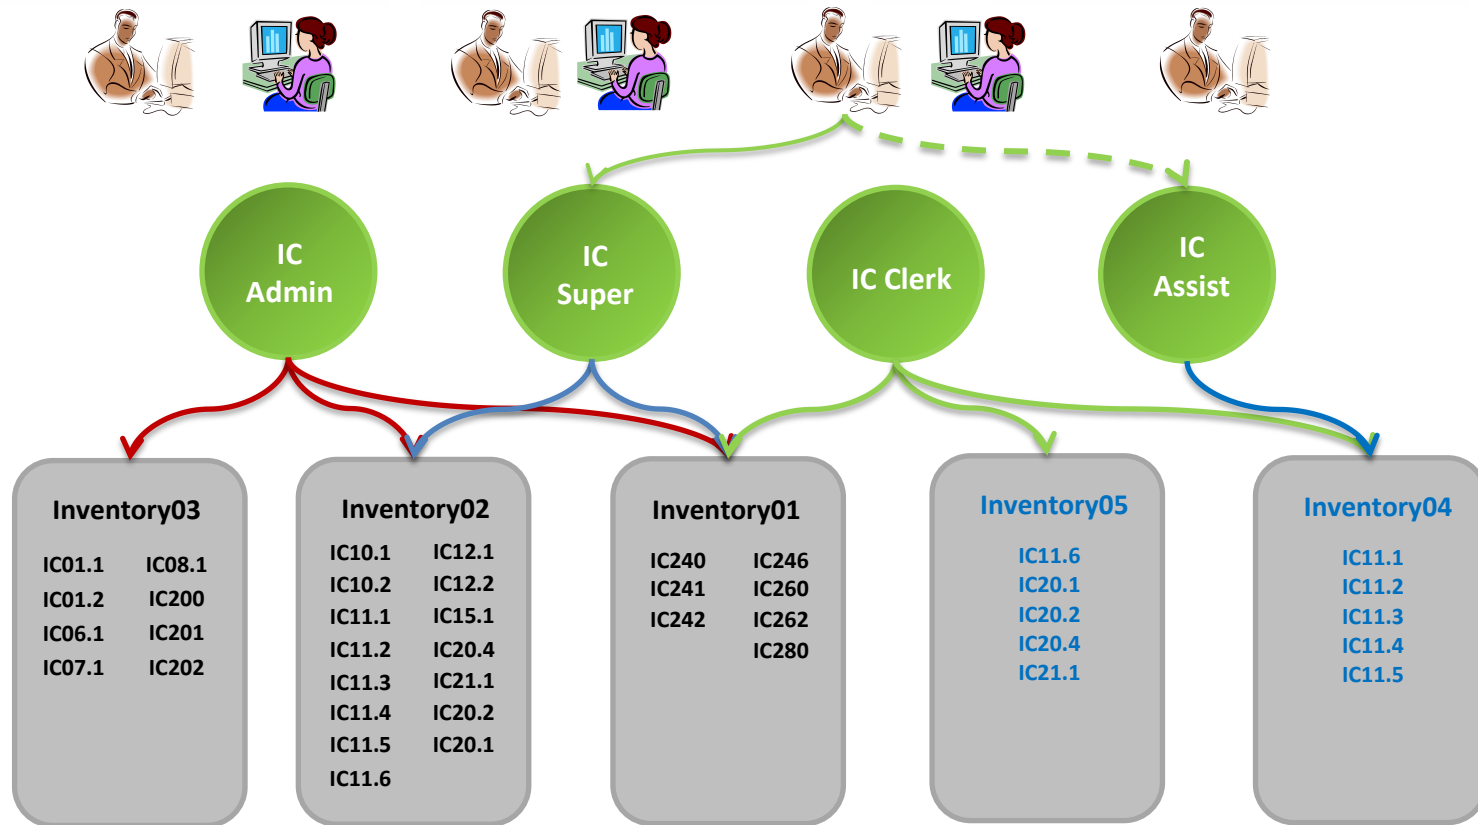 IC
Admin
IC
Super
IC Clerk
IC
Assist
Inventory03
IC01.1
IC01.2
IC06.1
IC07.1
IC08.1
IC200
IC201
IC202
Inventory02
IC10.1
IC10.2
IC11.1
IC11.2
IC11.3
IC11.4
IC11.5
IC11.6
IC12.1
IC12.2
IC15.1
IC20.4
IC21.1
IC20.2
IC20.1
Inventory01
IC240
IC241
IC242
IC246
IC260
IC262
IC280
Inventory05
IC11.6
IC20.1
IC20.2
IC20.4
IC21.1
Inventory04
IC11.1
IC11.2
IC11.3
IC11.4
IC11.5